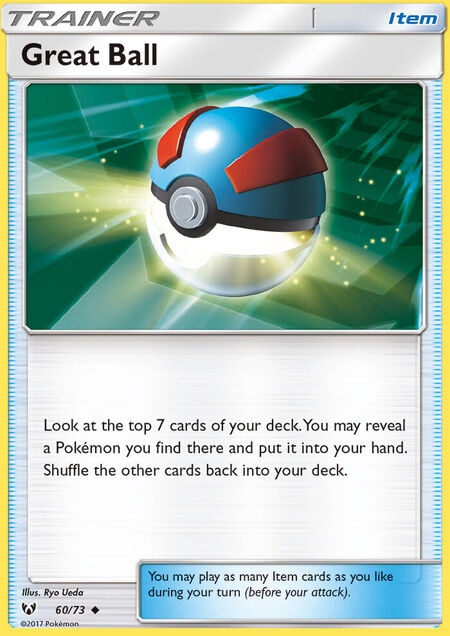 TRAINER Item
Great Ball
Look at the top 7 cards of your deck. You may reveal
a Pokémon you find there and put it into your hand.
Shuffle the other cards back into your deck.
Illus. Ryo Ueda
You may play as many Item cards as you like
during your turn (before your attack).
60/73
©2017 Pokémon